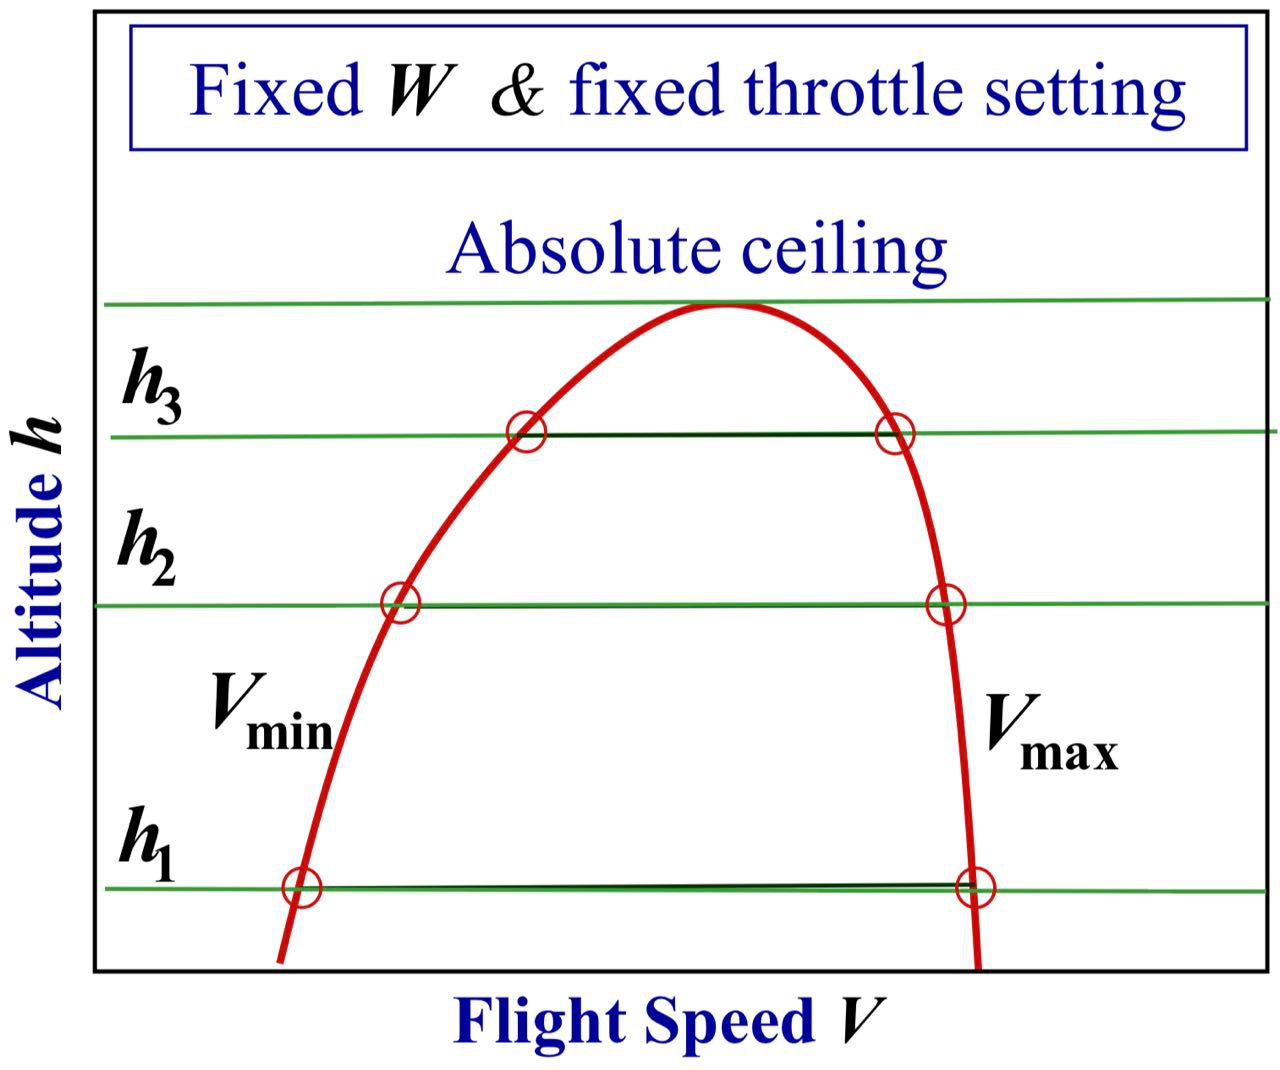 Fixed W & fixed throttle setting
Absolute ceiling
h3
h2
Vmin
Vmax
h1
Altitude h
Flight Speed V